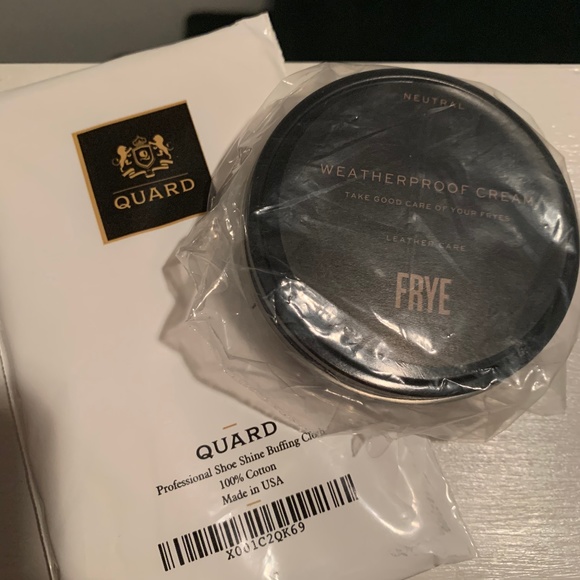 QUARD
QUARD
Professional Shoe Shine Buffing Cloth
100% Cotton
Made in USA
X001C2QK69
NEUTRAL
WEATHERPROOF CREAM
TAKE GOOD CARE OF YOUR FRYES
LEATHER CARE
FRYE